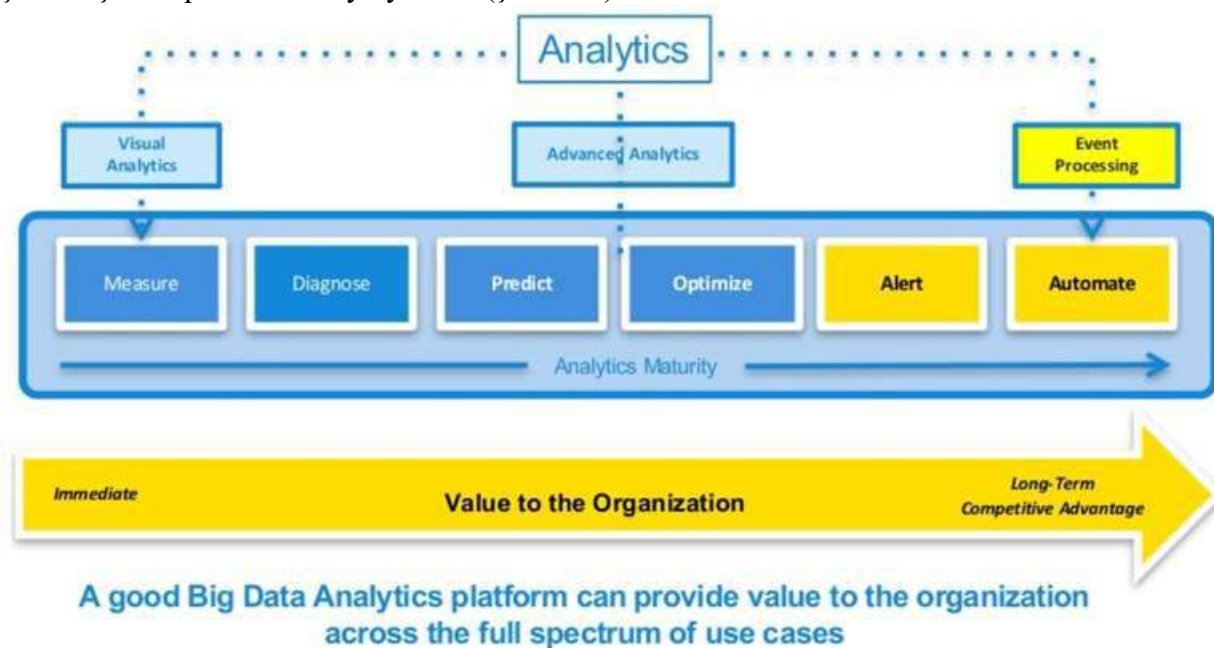 Analytics
Visual
Analytics
Advanced Analytics
Event
Processing
Measure
Diagnose
Predict
Optimize
Alert
Automate
Analytics Maturity
Immediate
Value to the Organization
Long-Term
Competitive Advantage
A good Big Data Analytics platform can provide value to the organization
across the full spectrum of use cases